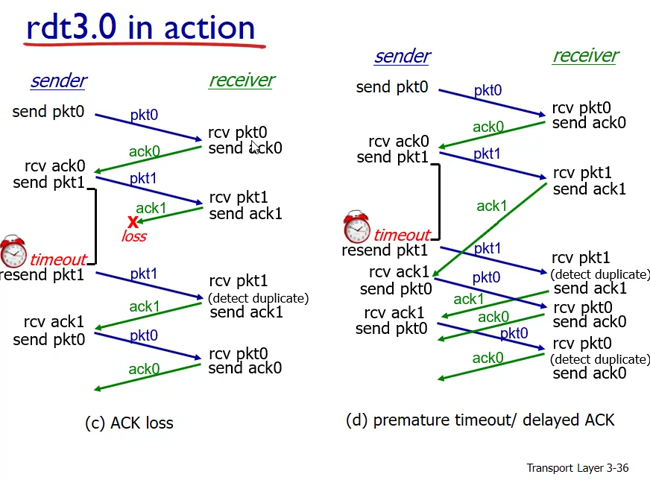 rdt3.0 in action
sender
receiver
send pkt0
pkt0
rcv pkt0
send ack0
ack0
rcv ack0
send pkt1
pkt1
rcv pkt1
send ack1
ack1
X
loss
timeout
resend pkt1
pkt1
rcv pkt1
(detect duplicate)
send ack1
ack1
rcv ack1
send pkt0
pkt0
rcv pkt0
send ack0
ack0
(c) ACK loss
sender
receiver
send pkt0
pkt0
rcv pkt0
send ack0
ack0
rcv ack0
send pkt1
pkt1
rcv pkt1
send ack1
ack1
timeout
resend pkt1
pkt1
rcv pkt1
(detect duplicate)
send ack1
rcv ack1
send pkt0
pkt0
ack1
rcv pkt0
send ack0
rcv ack1
send pkt0
ack0
pkt0
rcv pkt0
(detect duplicate)
send ack0
ack0
(d) premature timeout/ delayed ACK
Transport Layer 3-36